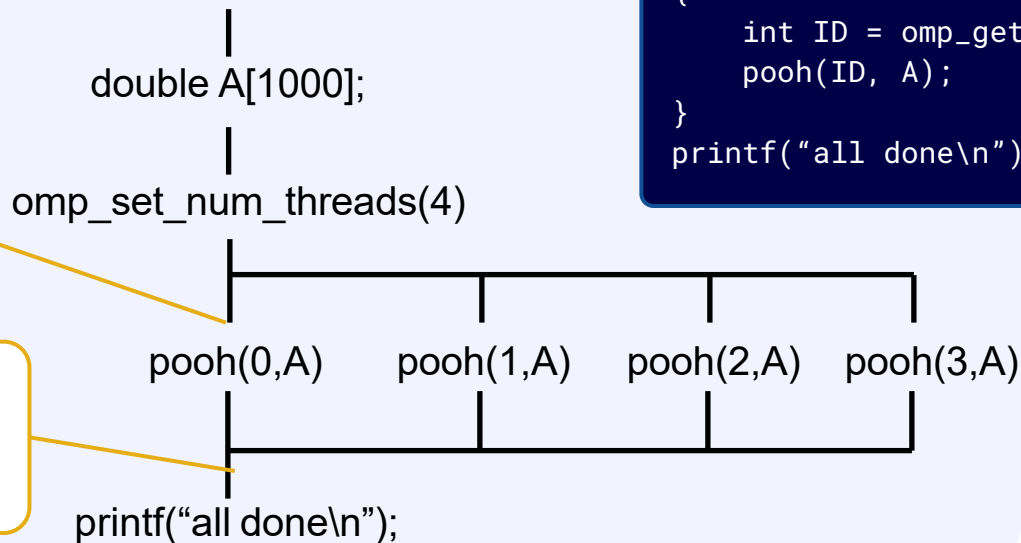 double A[1000];
omp_set_num_threads(4)
pooh(0,A) pooh(1,A) pooh(2,A) pooh(3,A)
printf(“all done\n”);
{
int ID = omp_get
pooh(ID, A);
}
printf(“all done\n”)